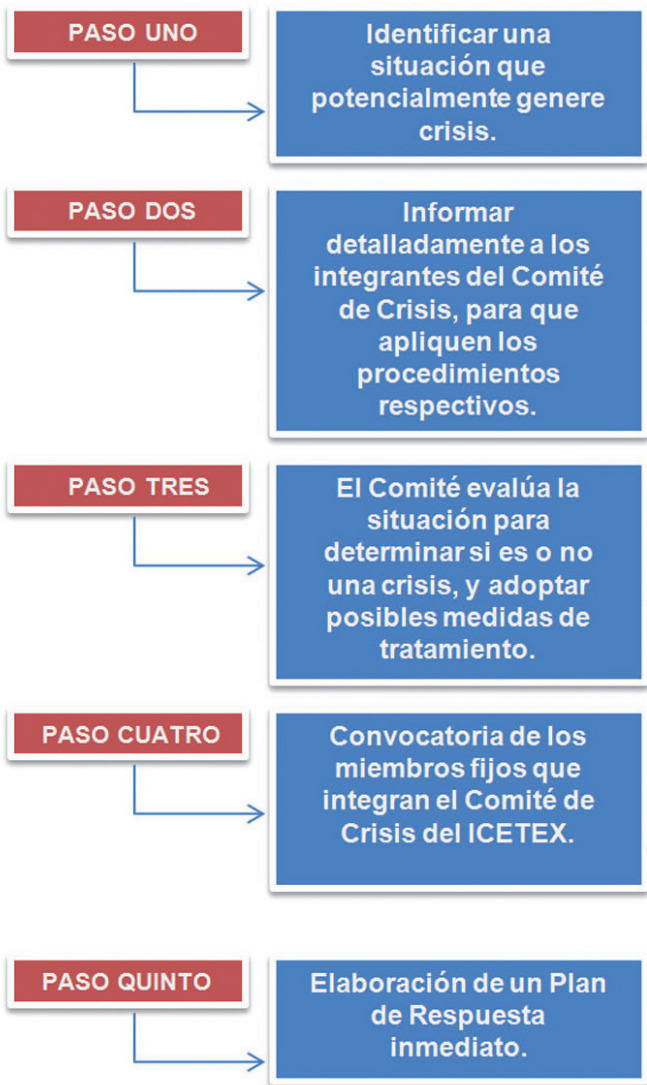 PASO UNO
Identificar una
situación que
potencialmente genere
crisis.
PASO DOS
Informar
detalladamente a los
integrantes del Comité
de Crisis, para que
apliquen los
procedimientos
respectivos.
PASO TRES
El Comité evalúa la
situación para
determinar si es o no
una crisis, y adoptar
posibles medidas de
tratamiento.
PASO CUATRO
Convocatoria de los
miembros fijos que
integran el Comité de
Crisis del ICETEX.
PASO QUINTO
Elaboración de un Plan
de Respuesta
inmediato.